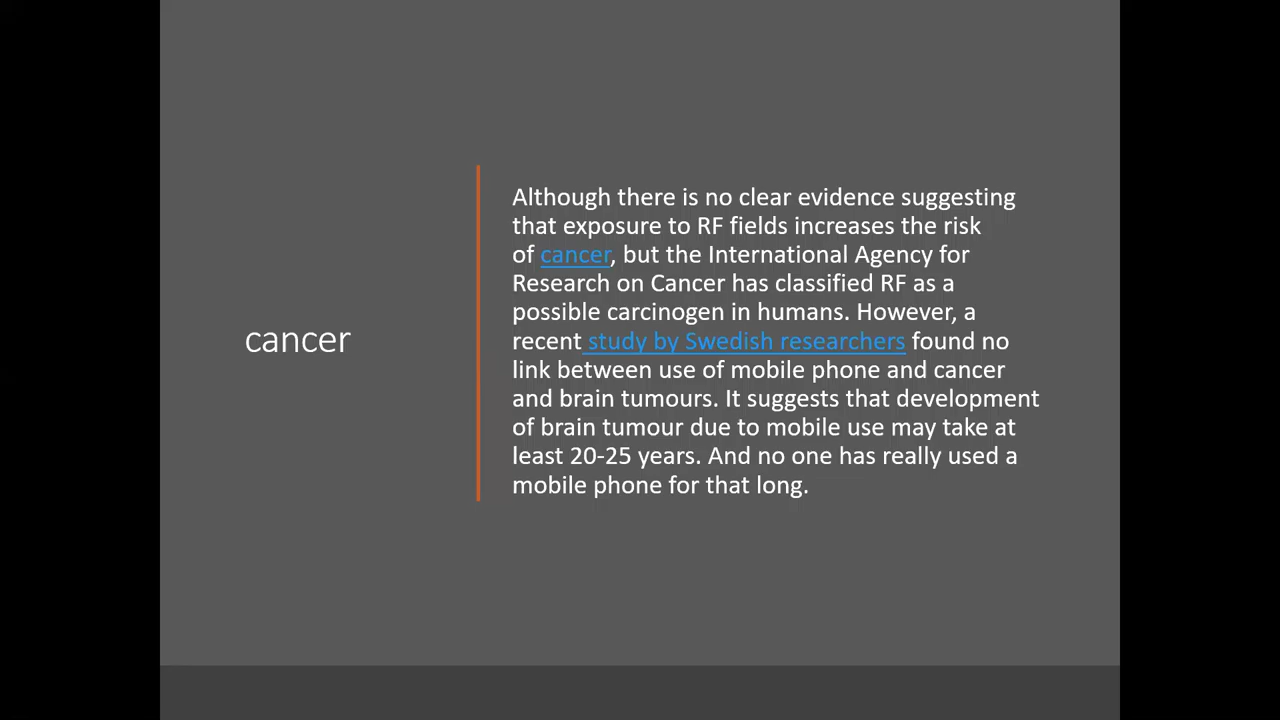 cancer
Although there is no clear evidence suggesting
that exposure to RF fields increases the risk
of cancer, but the International Agency for
Research on Cancer has classified RF as a
possible carcinogen in humans. However, a
recent study by Swedish researchers found no
link between use of mobile phone and cancer
and brain tumours. It suggests that development
of brain tumour due to mobile use may take at
least 20-25 years. And no one has really used a
mobile phone for that long.